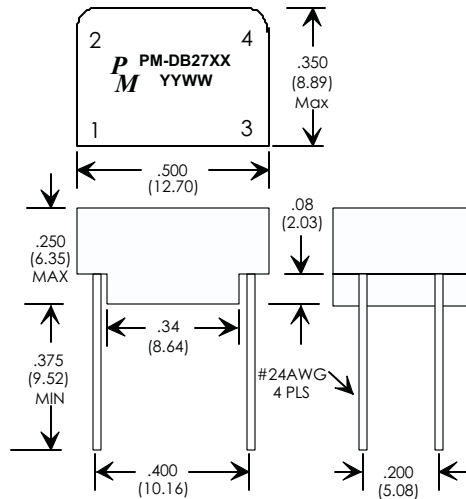 2 4
P M PM-DB27XX
YYWW
1 3
.350
(8.89)
Max
.500
(12.70)
.250
(6.35)
MAX
.08
(2.03)
.34
(8.64)
.375
(9.52)
MIN
#24AWG
4 PLS
.400
(10.16)
.200
(5.08)